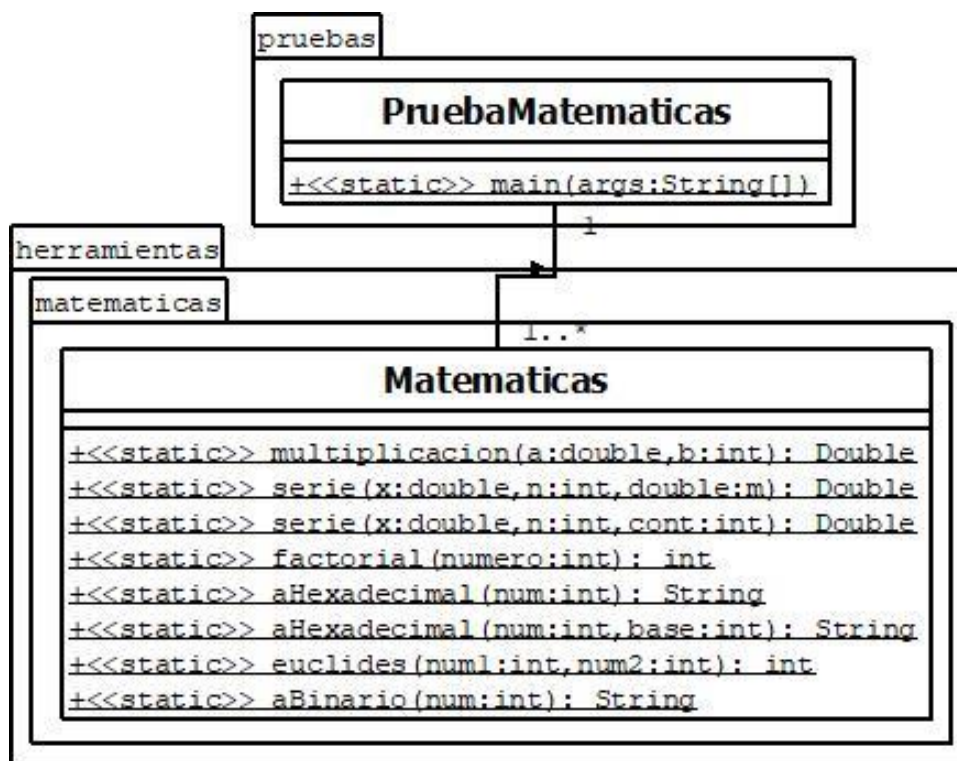 pruebas
PruebaMatematicas
+<<static>> main(args:String[])
1
herramientas
matematicas
1..*
Matematicas
+<<static>> multiplicacion(a:double,b:int): Double
+<<static>> serie(x:double,n:int,double:m): Double
+<<static>> serie(x:double,n:int,cont:int): Double
+<<static>> factorial(numero:int): int
+<<static>> aHexadecimal(num:int): String
+<<static>> aHexadecimal(num:int,base:int): String
+<<static>> euclides(num1:int,num2:int): int
+<<static>> aBinario(num:int): String